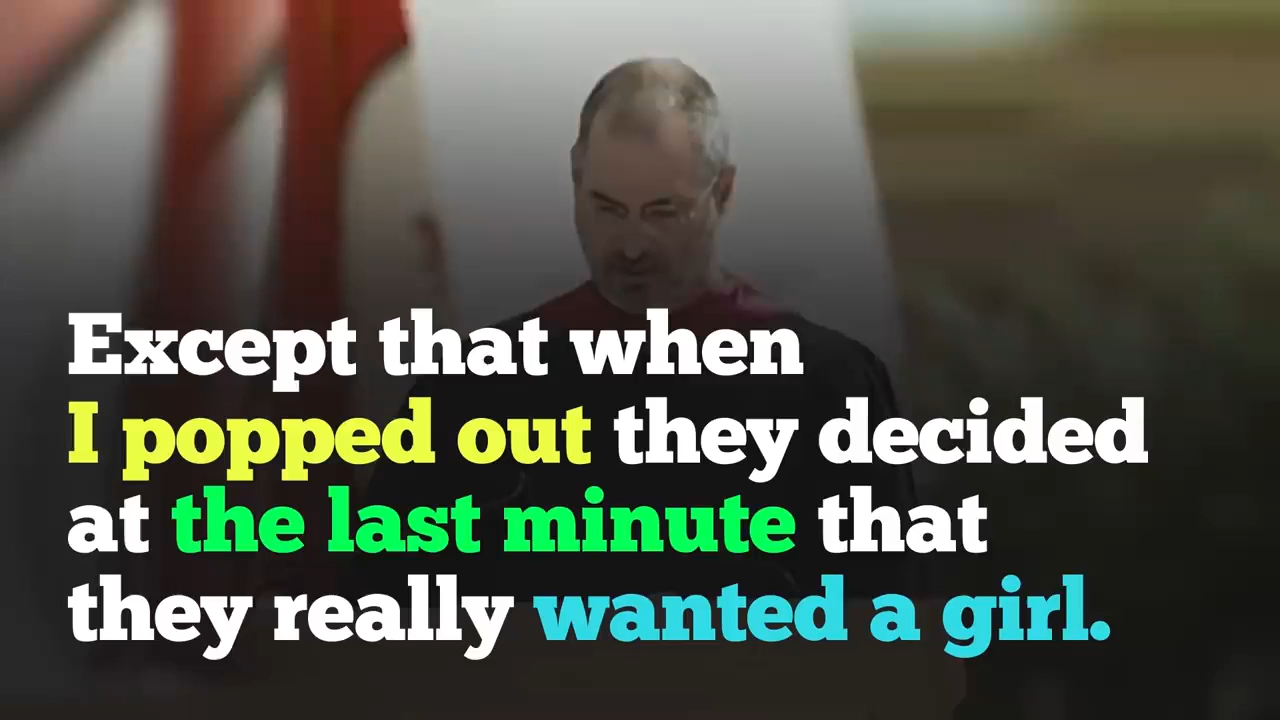 Except that when
I popped out they decided
at the last minute that
they really wanted a girl.